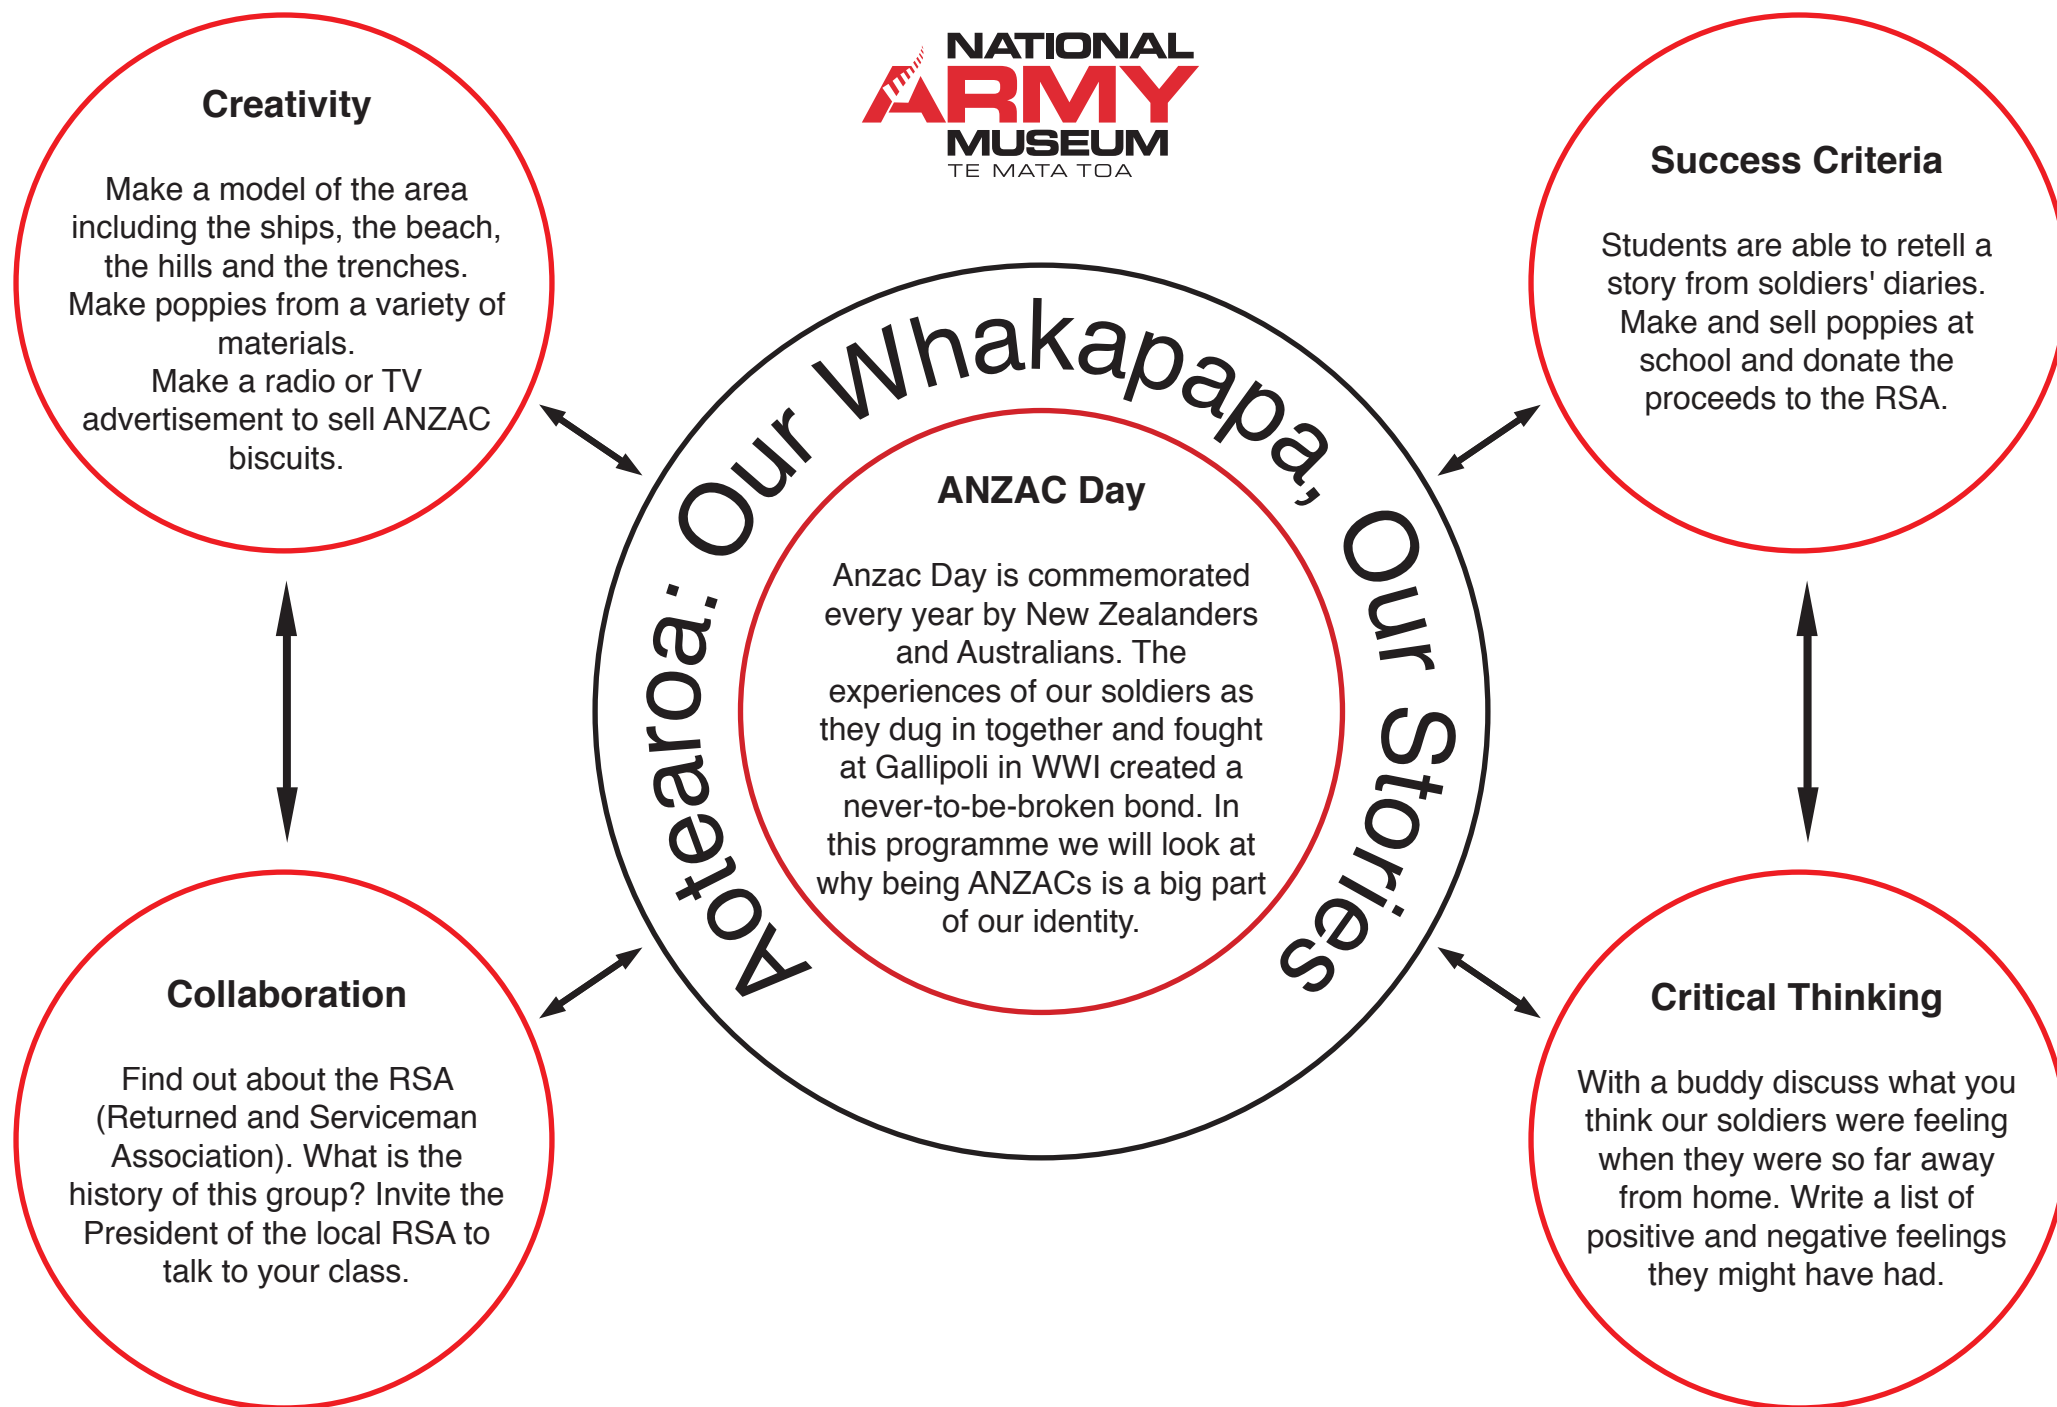 NATIONAL
ARMY
MUSEUM
TE MATA TOA
Creativity
Make a model of the area
including the ships, the beach,
the hills and the trenches.
Make poppies from a variety of
materials.
Make a radio or TV
advertisement to sell ANZAC
biscuits.
Success Criteria
Students are able to retell a
story from soldiers' diaries.
Make and sell poppies at
school and donate the
proceeds to the RSA.
Aotearoa: Our Whakapapa, Our Stories
ANZAC Day
Anzac Day is commemorated
every year by New Zealanders
and Australians. The
experiences of our soldiers as
they dug in together and fought
at Gallipoli in WWI created a
never-to-be-broken bond. In
this programme we will look at
why being ANZACs is a big part
of our identity.
Collaboration
Find out about the RSA
(Returned and Serviceman
Association). What is the
history of this group? Invite the
President of the local RSA to
talk to your class.
Critical Thinking
With a buddy discuss what you
think our soldiers were feeling
when they were so far away
from home. Write a list of
positive and negative feelings
they might have had.